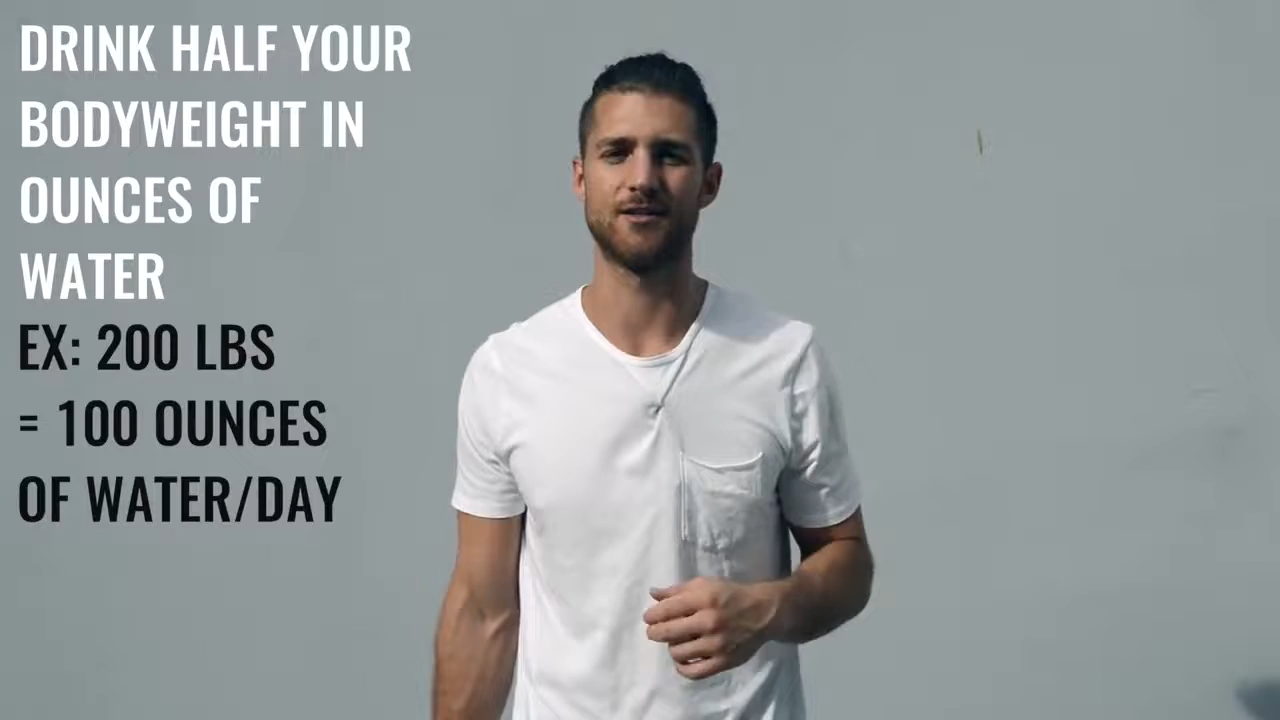 DRINK HALF YOUR
BODYWEIGHT IN
OUNCES OF
WATER
EX: 200 LBS
= 100 OUNCES
OF WATER/DAY